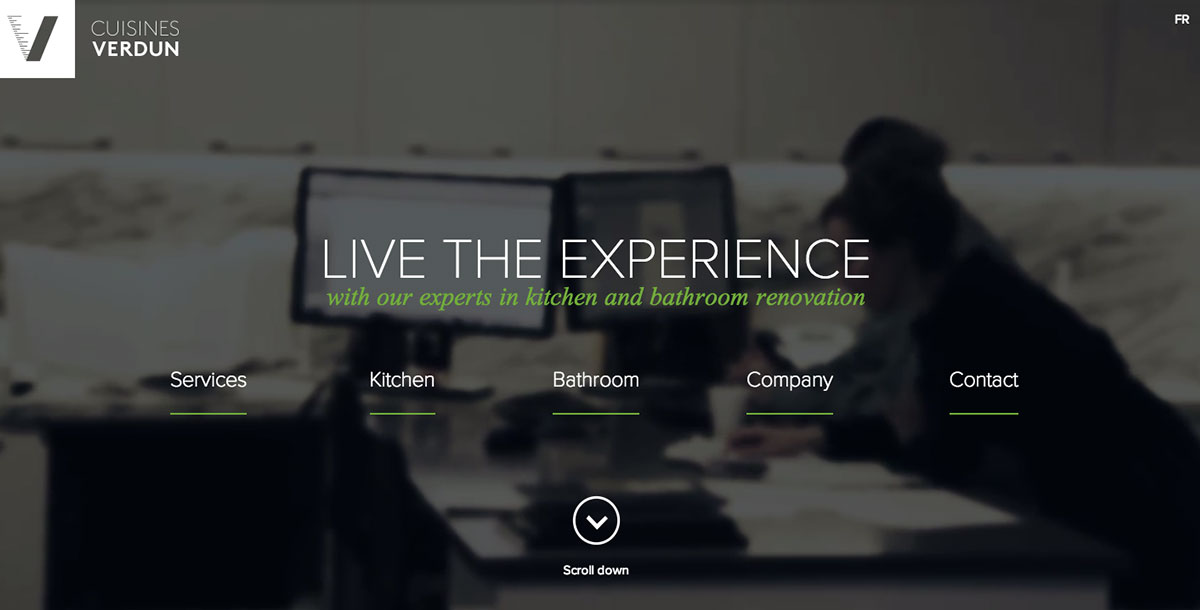 CUISINES
VERDUN
FR
LIVE THE EXPERIENCE
with our experts in kitchen and bathroom renovation
Services Kitchen Bathroom Company Contact
Scroll down